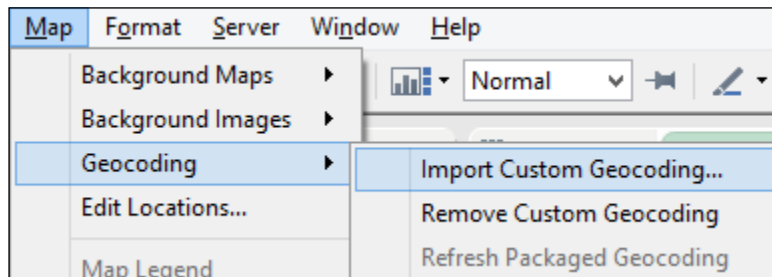 Map Format Server Window Help
Background Maps
Normal
Background Images
Geocoding
Import Custom Geocoding...
Edit Locations...
Remove Custom Geocoding
Map Legend
Refresh Packaged Geocoding